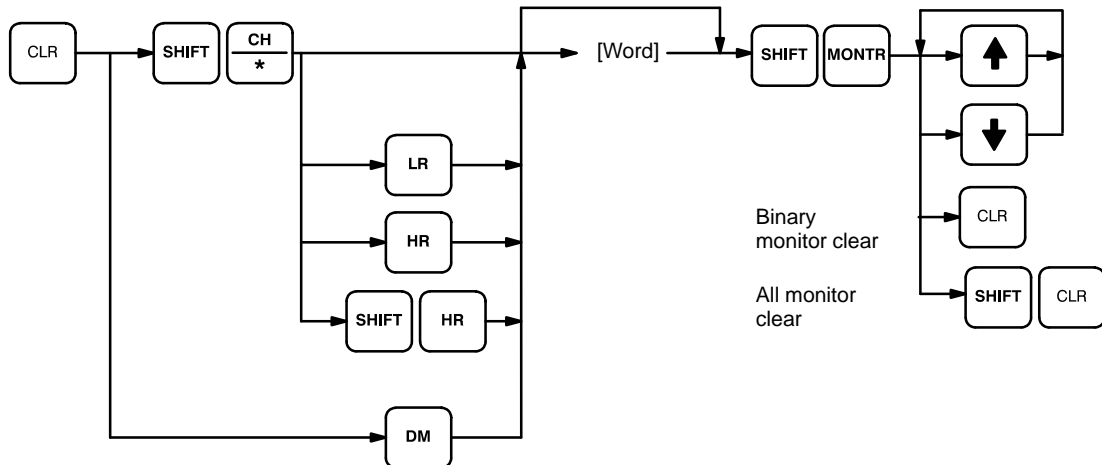 CLR
SHIFT
CH
*
[Word]
SHIFT
MONTR
LR
HR
Binary
monitor clear
CLR
SHIFT
HR
All monitor
clear
SHIFT
CLR
DM